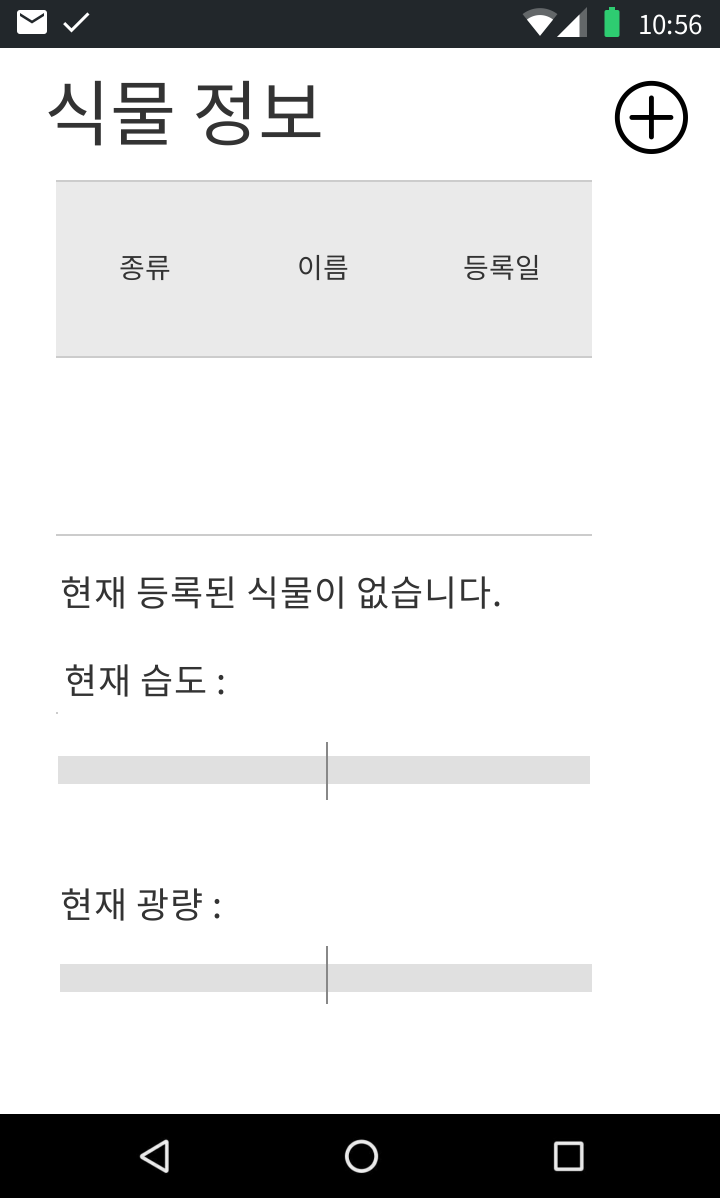 10:56
식물 정보
종류 이름 등록일
현재 등록된 식물이 없습니다.
현재 습도 :
현재 광량 :